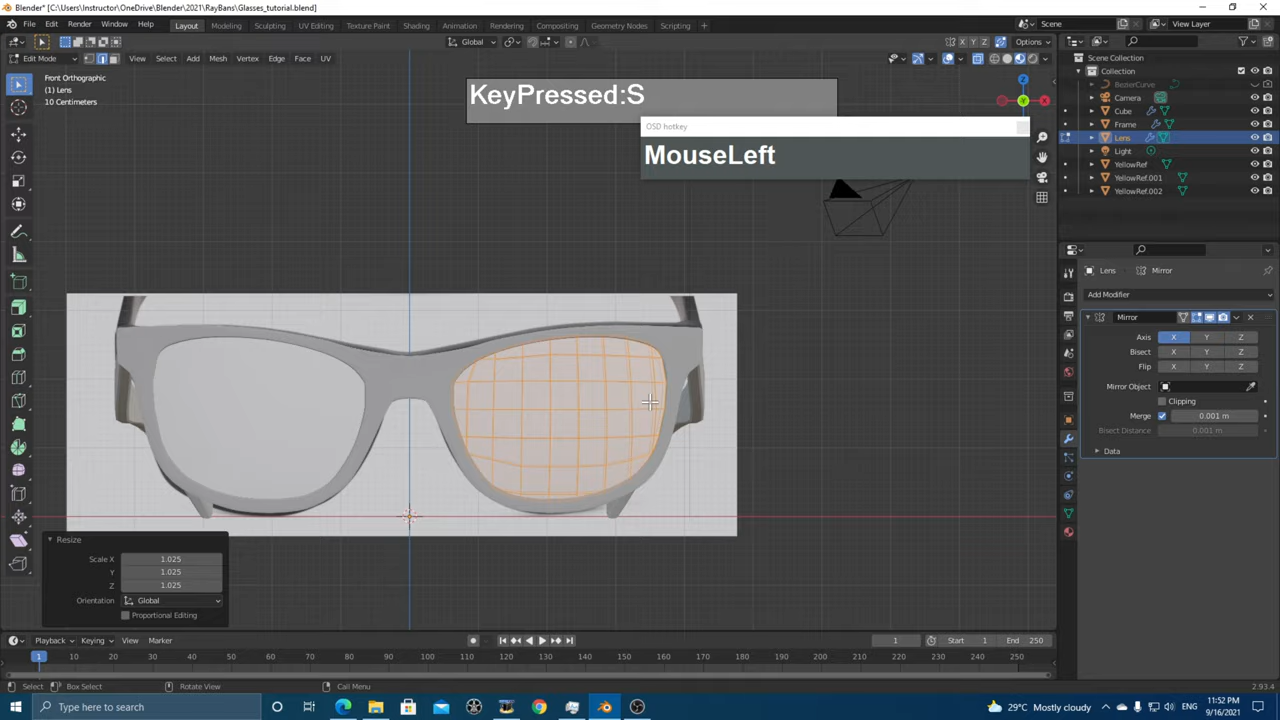 Blender* [C:\Users\Instructor\OneDrive\Blender\2021\RayBans\Glasses_tutorial.blend]
File Edit Render Window Help Layout Modeling Sculpting UV Editing Texture Paint Shading Animation Rendering Compositing Geometry Nodes Scripting + Scene View Layer
Global X Y Z Options
Edit Mode View Select Add Mesh Vertex Edge Face UV
Front Orthographic
(1) Lens
10 Centimeters
KeyPressed:S
OSD hotkey
MouseLeft
Scene Collection
Collection
BezierCurve
Camera
Cube
Frame
Lens
Light
YellowRef
YellowRef.001
YellowRef.002
Lens Mirror
Add Modifier
Mirror
Axis X Y Z
Bisect X Y Z
Flip X Y Z
Mirror Object
Clipping
Merge 0.001 m
Bisect Distance 0.001 m
Data
Z
Y
X
Resize
Scale X 1.025
Y 1.025
Z 1.025
Orientation Global
Proportional Editing
Playback Keying View Marker 1 Start 1 End 250
1 10 20 30 40 50 60 70 80 90 100 110 120 130 140 150 160 170 180 190 200 210 220 230 240 250
Select Box Select Rotate View Call Menu 2.93.4
Type here to search
29°C Mostly cloudy
11:52 PM
9/16/2021